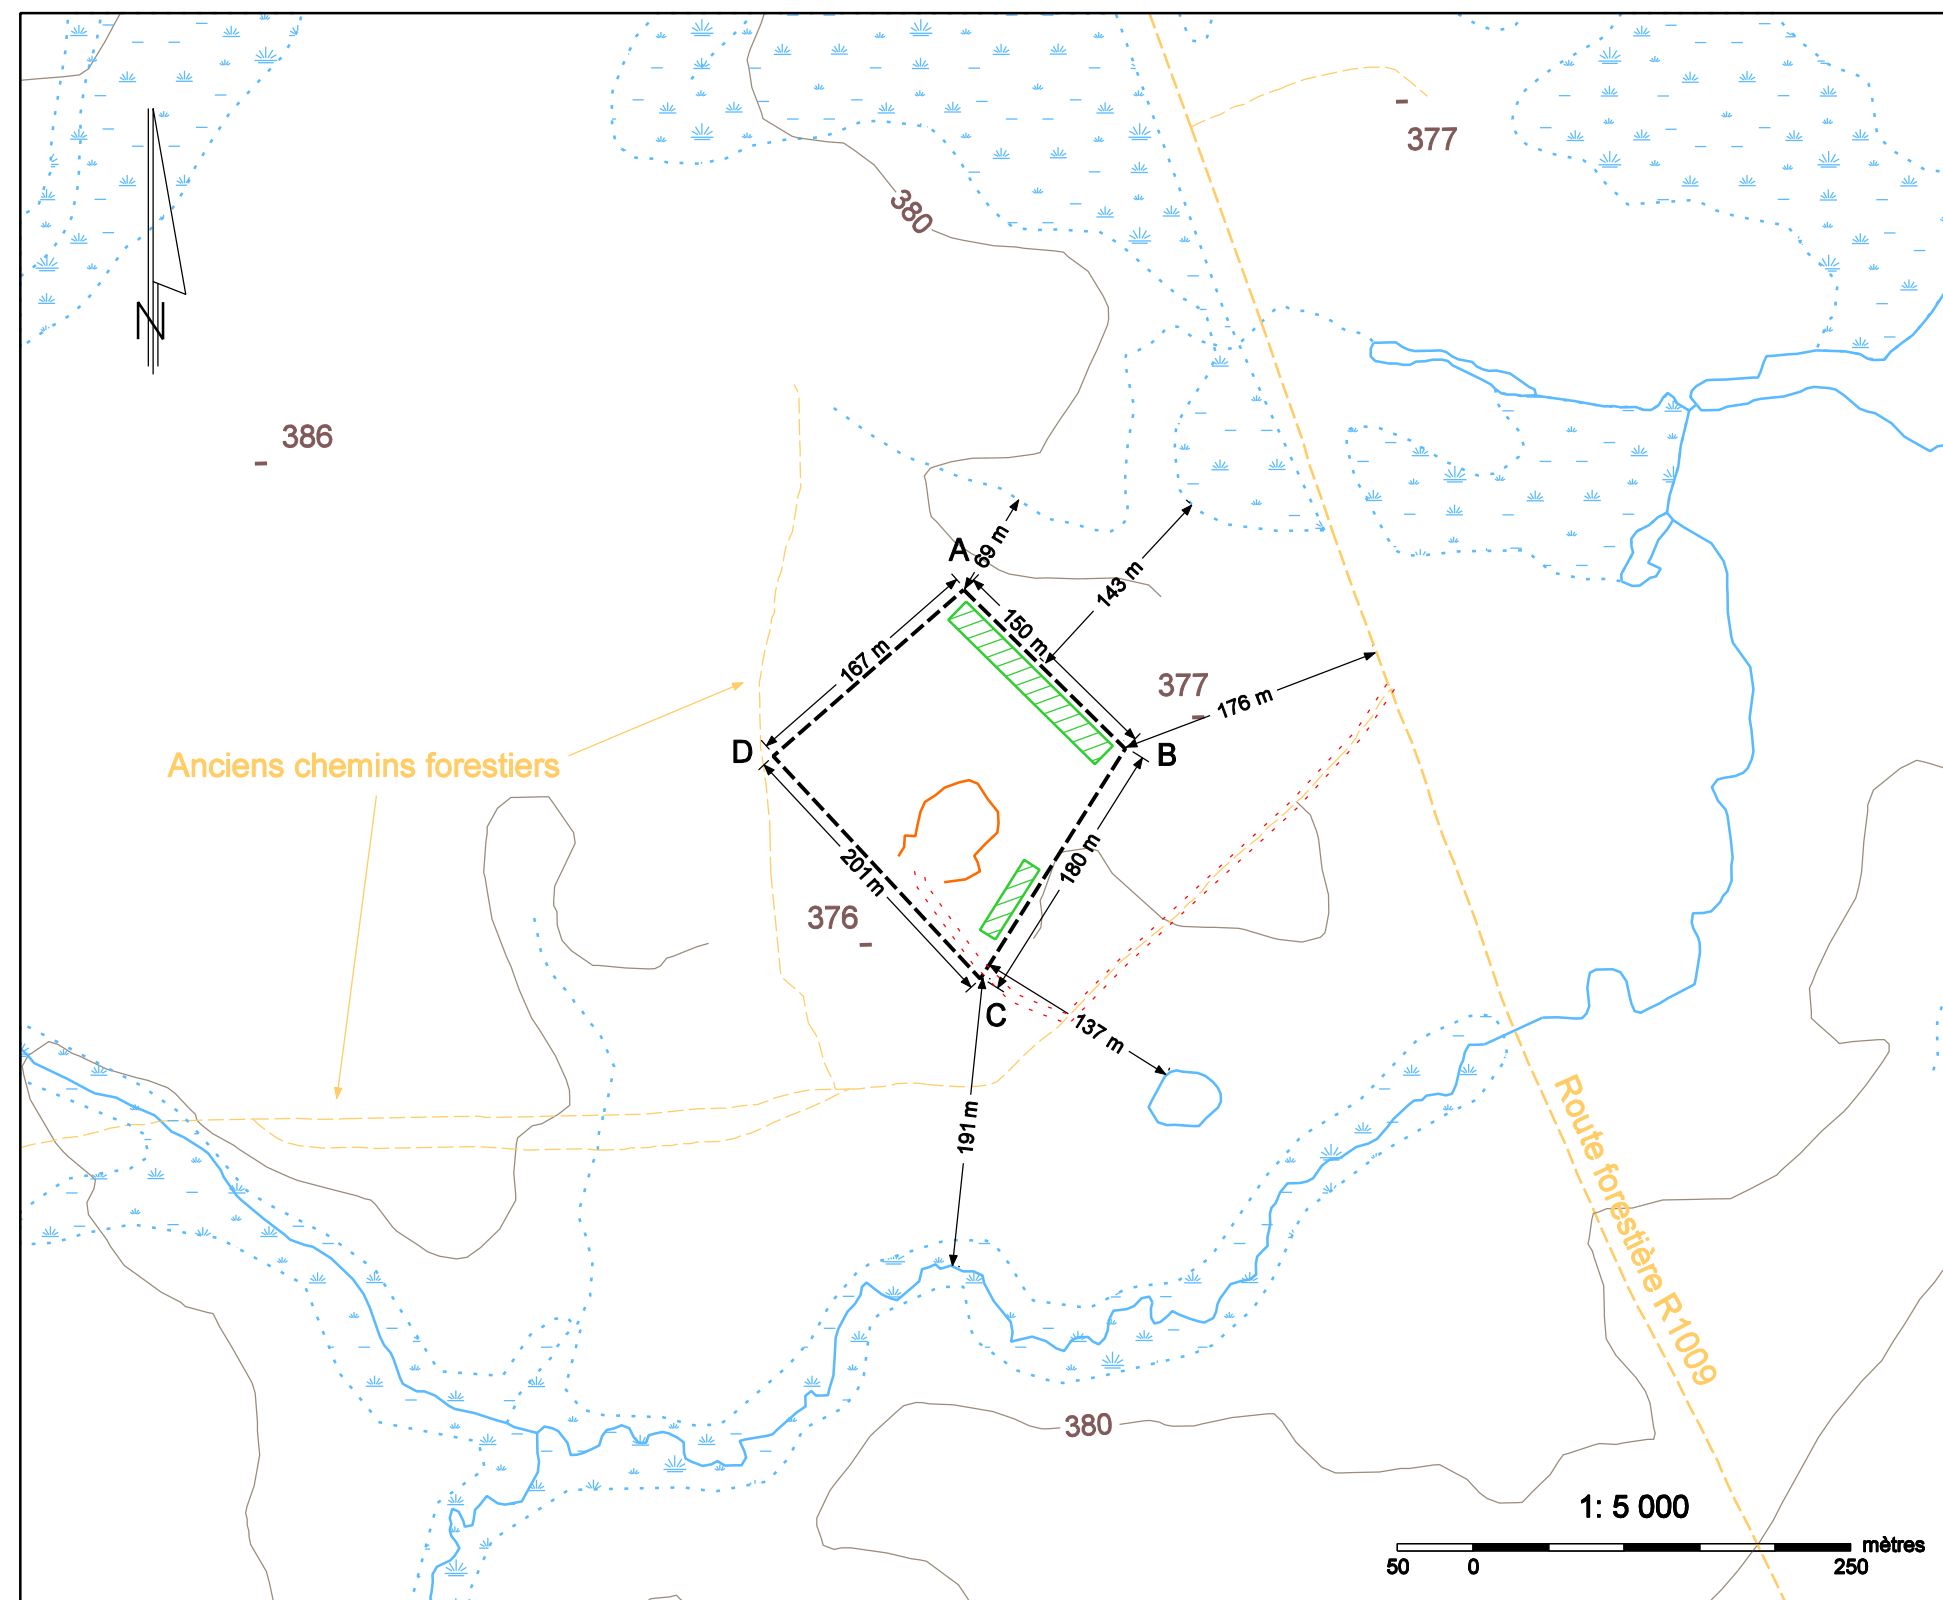 377
380
N
386
A
69 m
143 m
150 m
167 m
377
176 m
D
B
Anciens chemins forestiers
180 m
201 m
376
C
137 m
191 m
Route forestière R1009
380
1: 5 000
mètres
50 0 250